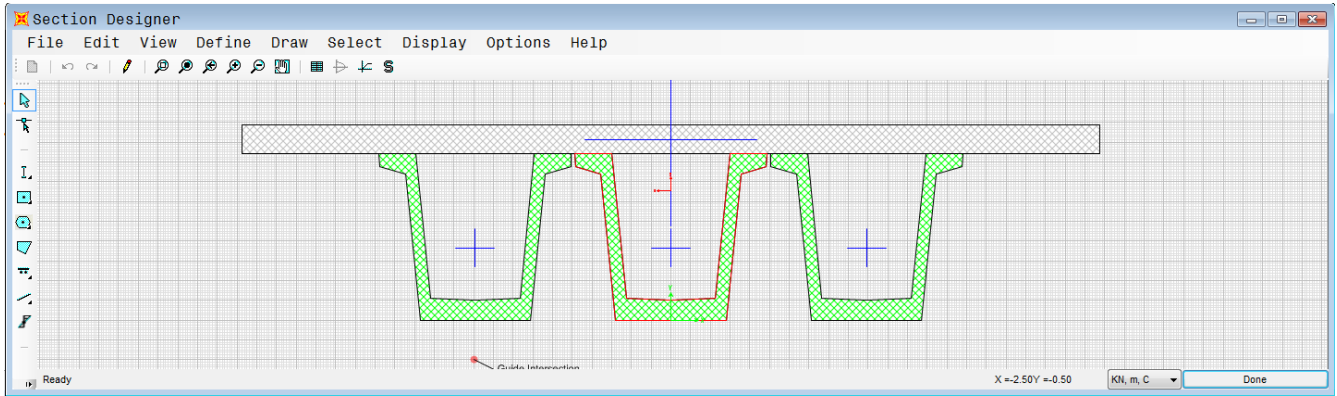 Section Designer
File Edit View Define Draw Select Display Options Help
S
Y
Guide Intersection
Ready
X =-2.50Y =-0.50
KN, m, C
Done